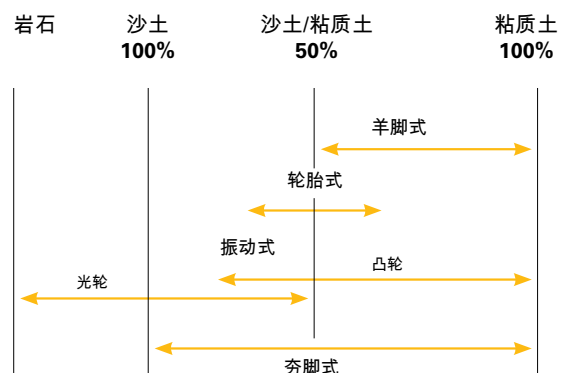 岩石 沙土 沙土/粘质土 粘质土
100% 50% 100%
羊脚式
轮胎式
振动式
凸轮
光轮
夯脚式